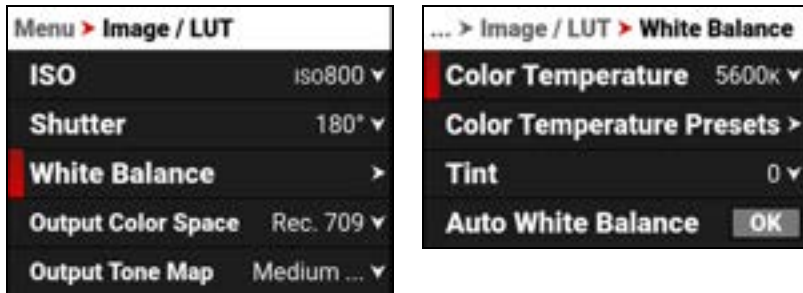 Menu > Image / LUT
ISO ISO800
Shutter 180°
White Balance >
Output Color Space Rec. 709
Output Tone Map Medium ...
... > Image / LUT > White Balance
Color Temperature 5600K
Color Temperature Presets >
Tint 0
Auto White Balance OK